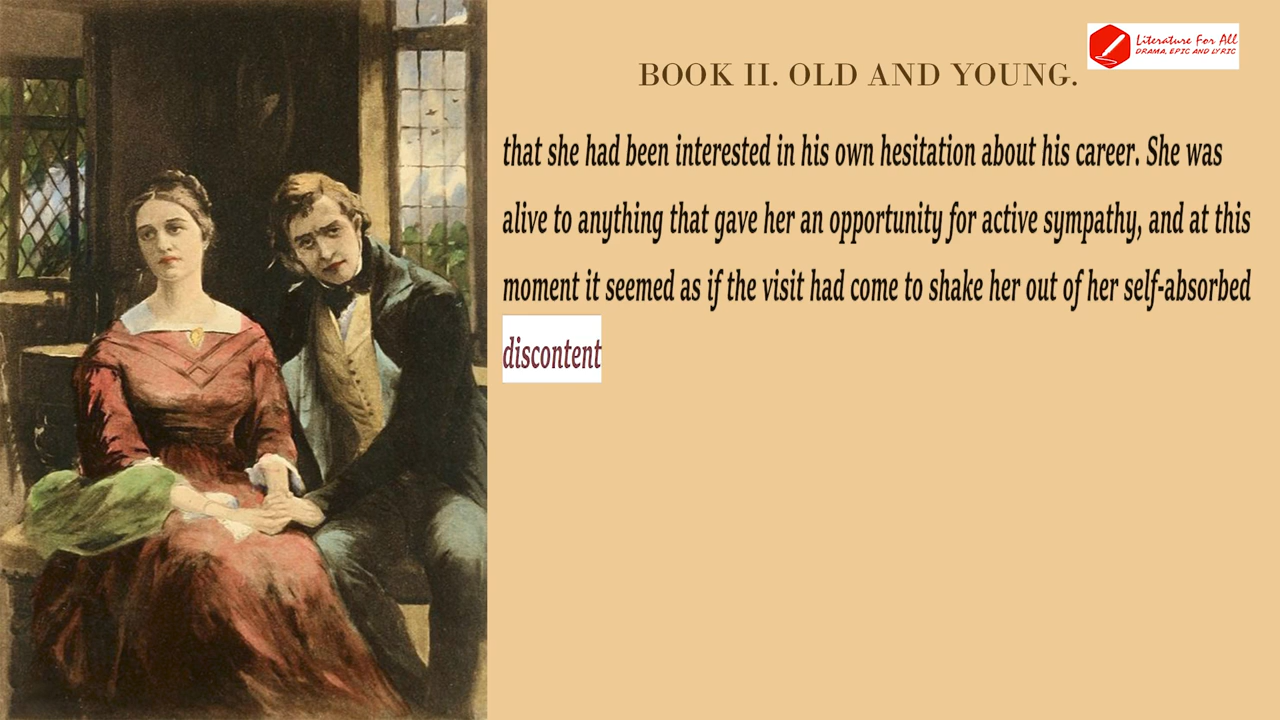 Literature For All
DRAMA, EPIC AND LYRIC
BOOK II. OLD AND YOUNG.
that she had been interested in his own hesitation about his career. She was
alive to anything that gave her an opportunity for active sympathy, and at this
moment it seemed as if the visit had come to shake her out of her self-absorbed
discontent